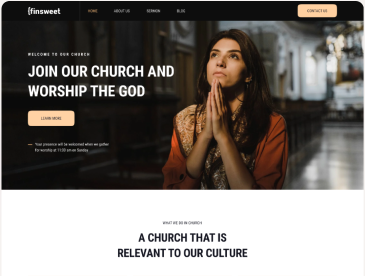 {finsweet
HOME ABOUT US SERMON BLOG
CONTACT US
WELCOME TO OUR CHURCH
JOIN OUR CHURCH AND
WORSHIP THE GOD
LEARN MORE
Your presence will be welcomed when we gather
for worship at 11:00 am on Sunday
WHAT WE DO IN CHURCH
A CHURCH THAT IS
RELEVANT TO OUR CULTURE